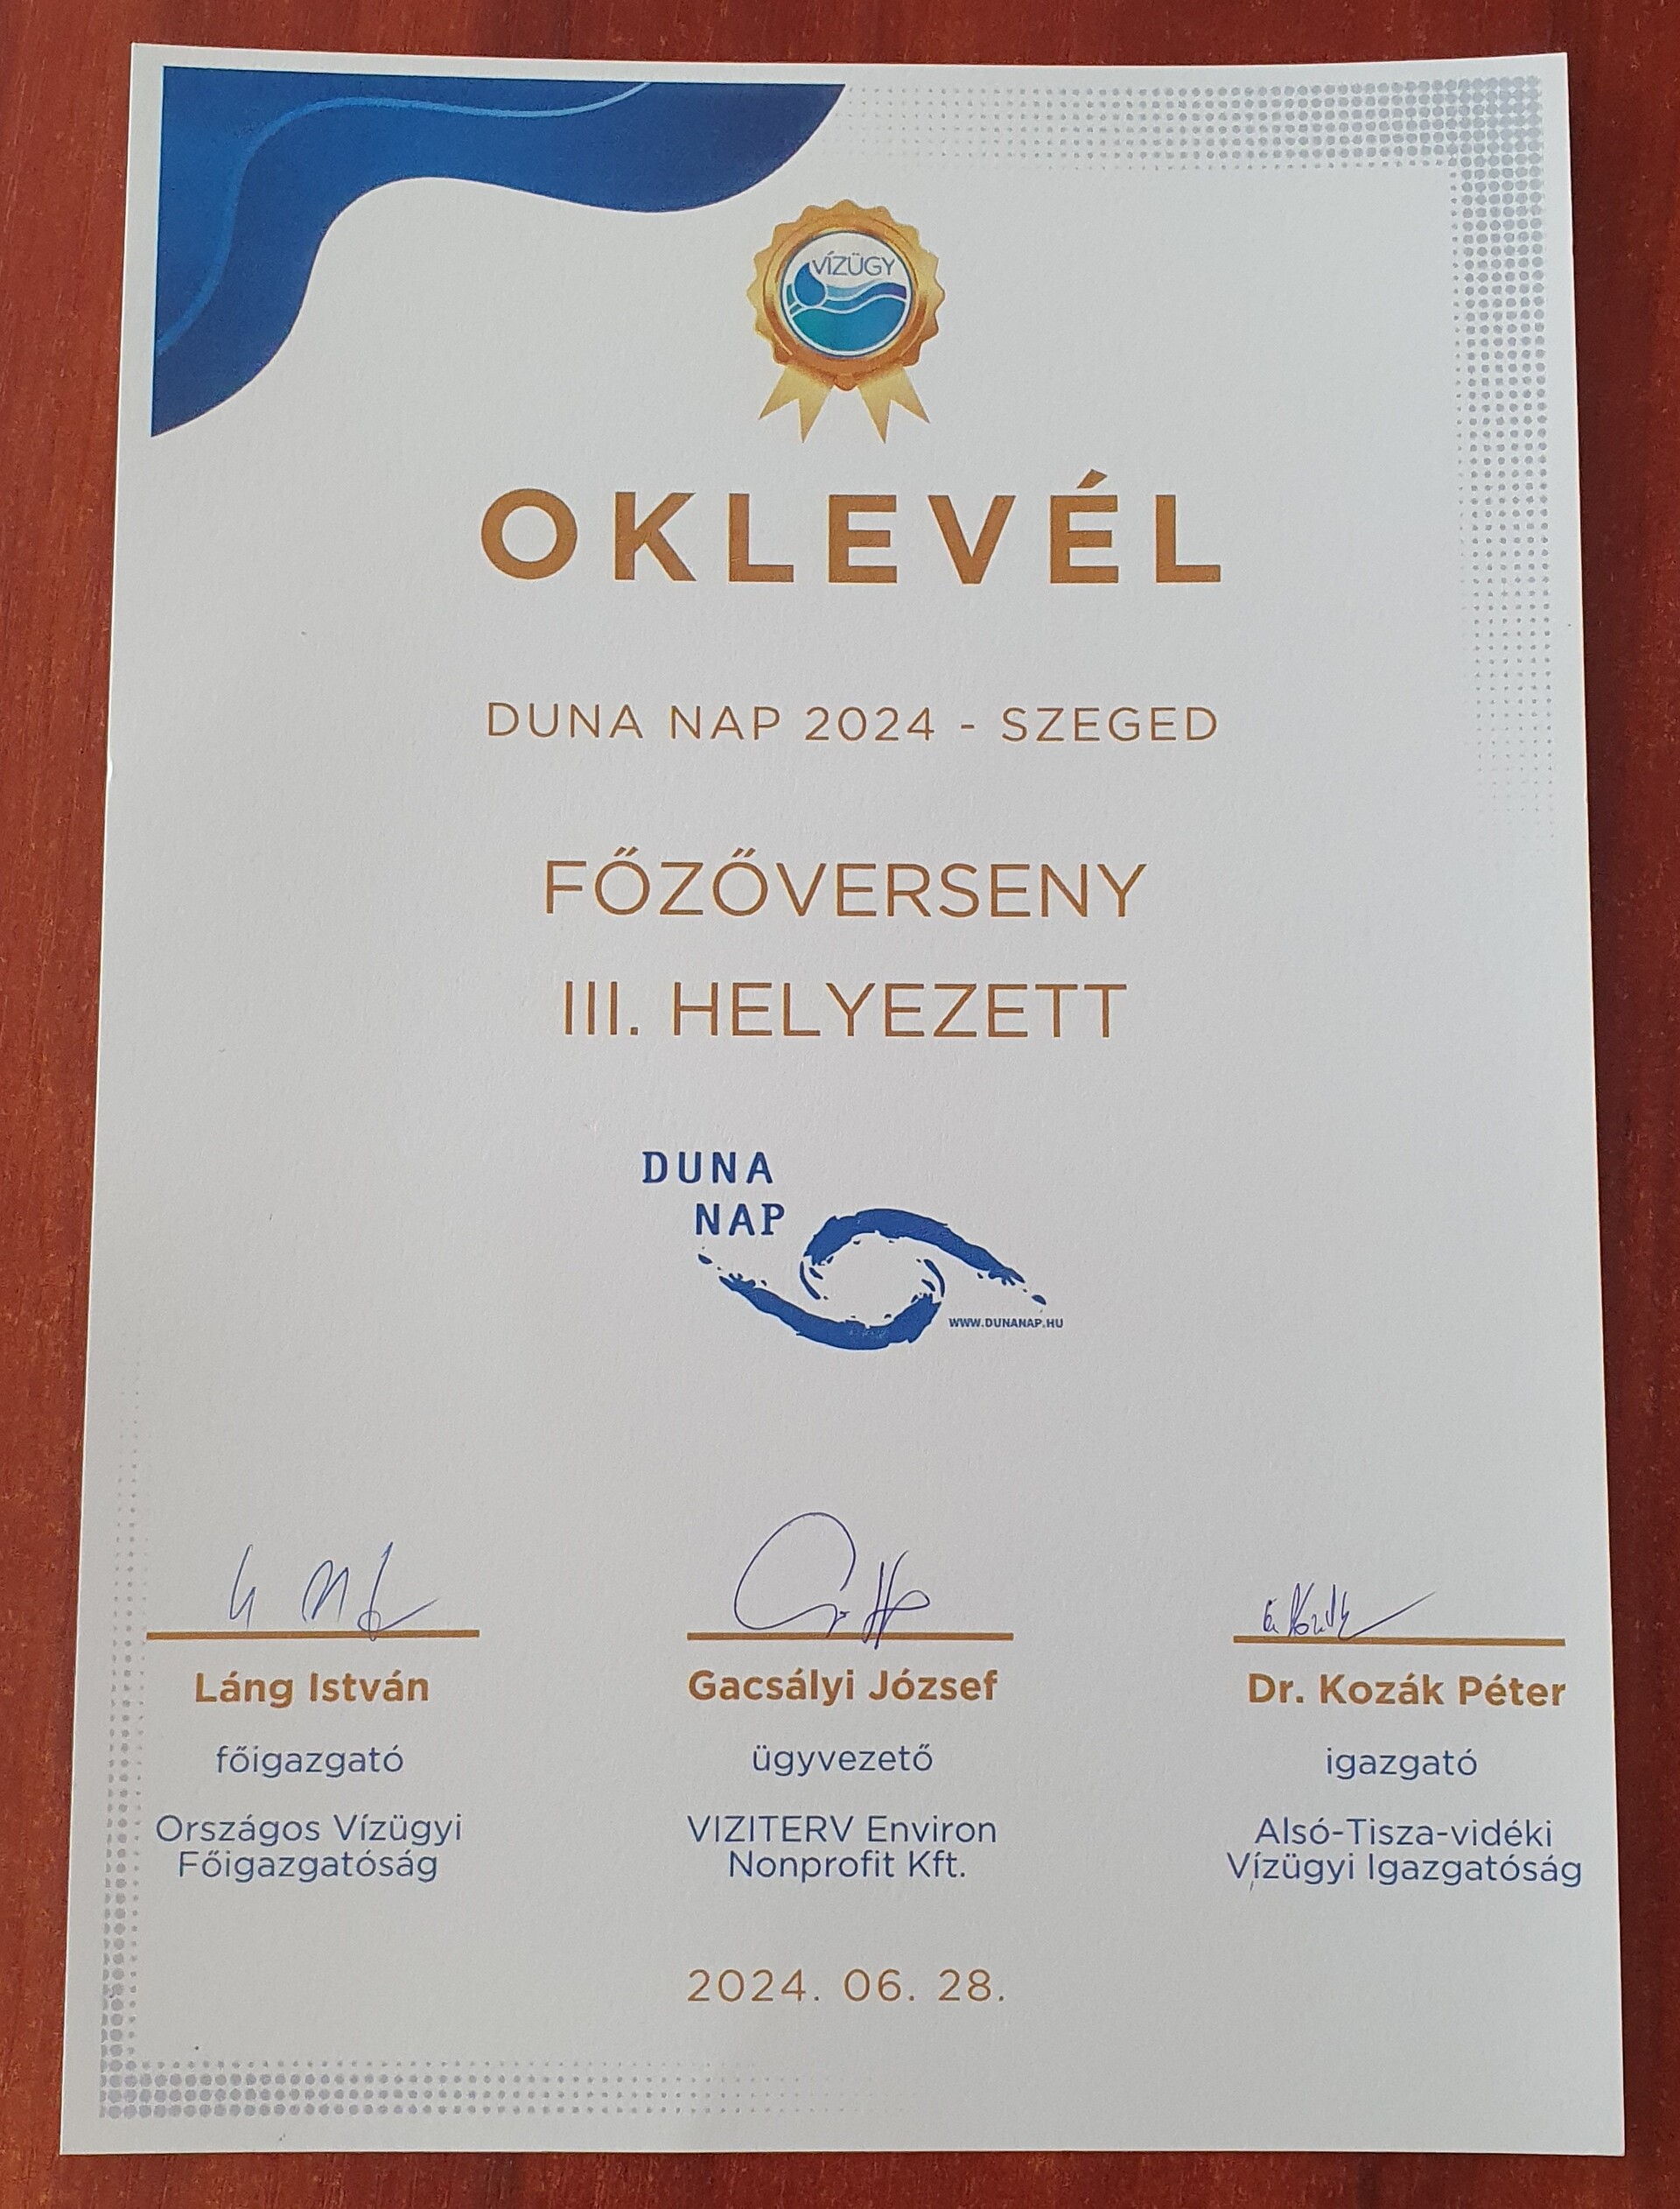 VÍZÜGY
OKLEVÉL
DUNA NAP 2024 - SZEGED
FŐZŐVERSENY
III. HELYEZETT
DUNA
NAP
WWW.DUNANAP.HU
Láng István
főigazgató
Országos Vízügyi
Főigazgatóság
Gacsályi József
ügyvezető
VIZITERV Environ
Nonprofit Kft.
Dr. Kozák Péter
igazgató
Alsó-Tisza-vidéki
Vízügyi Igazgatóság
2024. 06. 28.